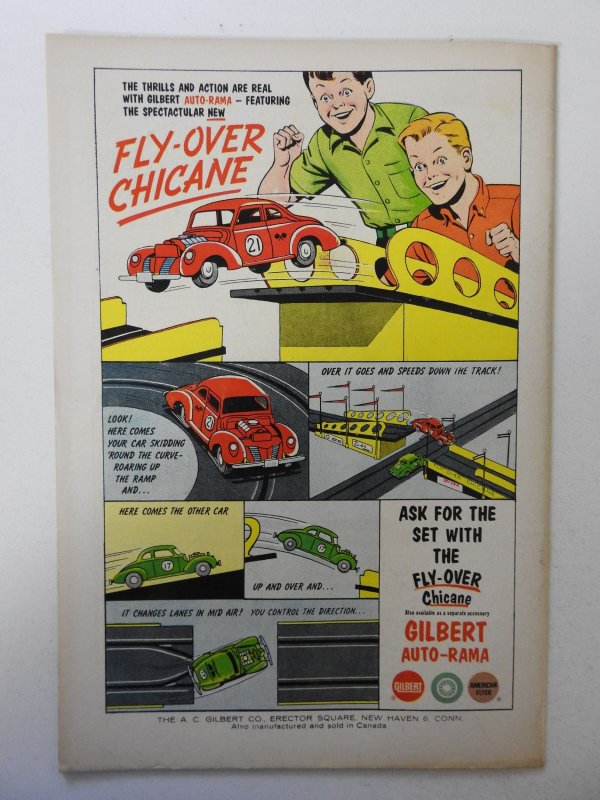 THE THRILLS AND ACTION ARE REAL
WITH GILBERT AUTO-RAMA – FEATURING
THE SPECTACULAR NEW
FLY-OVER
CHICANE
21
LOOK!
HERE COMES
YOUR CAR SKIDDING
'ROUND THE CURVE-
ROARING UP
THE RAMP
AND...
21
OVER IT GOES AND SPEEDS DOWN THE TRACK!
HERE COMES THE OTHER CAR
17
UP AND OVER AND...
17
IT CHANGES LANES IN MID AIR! YOU CONTROL THE DIRECTION...
ASK FOR THE
SET WITH
THE
FLY-OVER
Chicane
Also available as a separate accessory
GILBERT
AUTO-RAMA
GILBERT
AMERICAN
FLYER
THE A. C. GILBERT CO., ERECTOR SQUARE, NEW HAVEN 6, CONN.
Also manufactured and sold in Canada